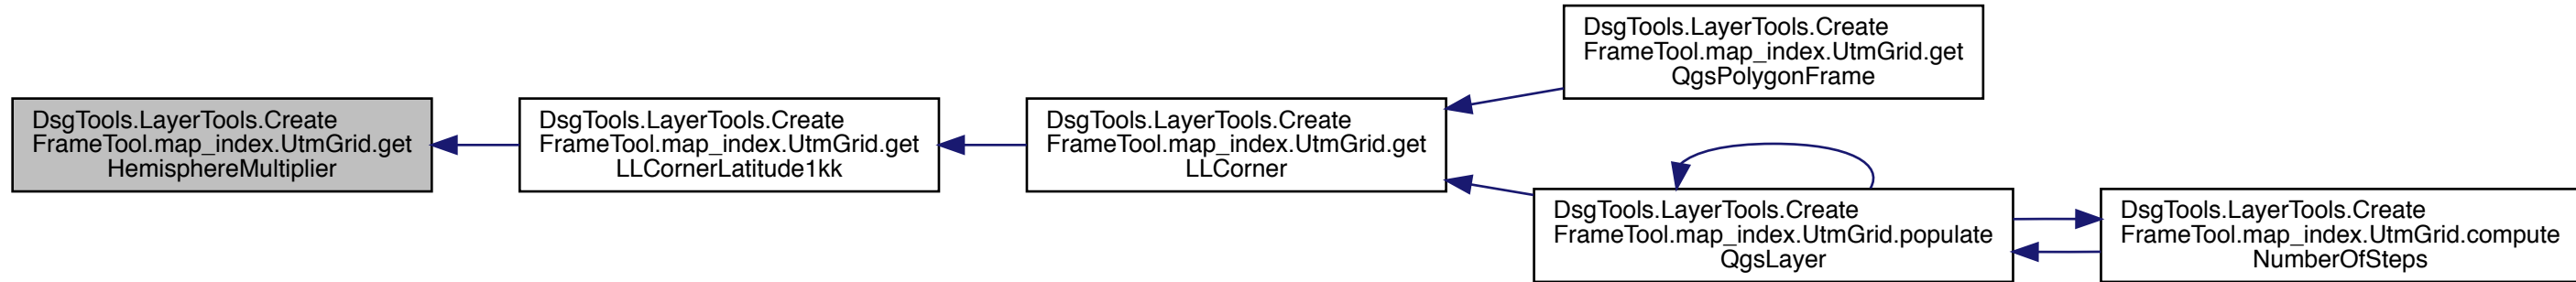 DsgTools.LayerTools.Create
FrameTool.map_index.UtmGrid.get
HemisphereMultiplier
DsgTools.LayerTools.Create
FrameTool.map_index.UtmGrid.get
LLCornerLatitude1kk
DsgTools.LayerTools.Create
FrameTool.map_index.UtmGrid.get
LLCorner
DsgTools.LayerTools.Create
FrameTool.map_index.UtmGrid.get
QgsPolygonFrame
DsgTools.LayerTools.Create
FrameTool.map_index.UtmGrid.populate
QgsLayer
DsgTools.LayerTools.Create
FrameTool.map_index.UtmGrid.compute
NumberOfSteps